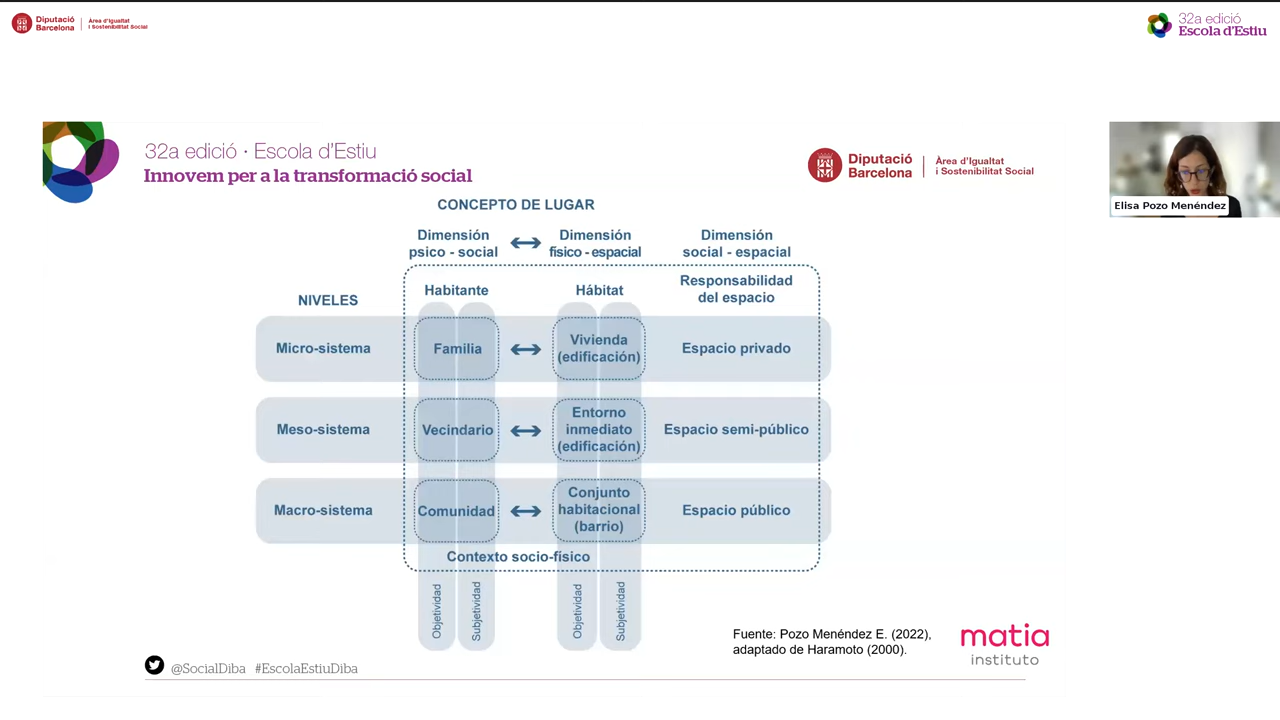 Diputació
Barcelona
Àrea d'Igualtat
i Sostenibilitat Social
32a edició
Escola d'Estiu
32a edició · Escola d'Estiu
Innovem per a la transformació social
Diputació
Barcelona
Àrea d'Igualtat
i Sostenibilitat Social
Elisa Pozo Menéndez
CONCEPTO DE LUGAR
Dimensión
psico - social
Dimensión
físico - espacial
Dimensión
social - espacial
NIVELES
Habitante
Hábitat
Responsabilidad
del espacio
Micro-sistema
Familia
Vivienda
(edificación)
Espacio privado
Meso-sistema
Vecindario
Entorno
inmediato
(edificación)
Espacio semi-público
Macro-sistema
Comunidad
Conjunto
habitacional
(barrio)
Espacio público
Contexto socio-físico
Objetividad
Subjetividad
Objetividad
Subjetividad
Fuente: Pozo Menéndez E. (2022),
adaptado de Haramoto (2000).
matia
instituto
@SocialDiba #EscolaEstiuDiba